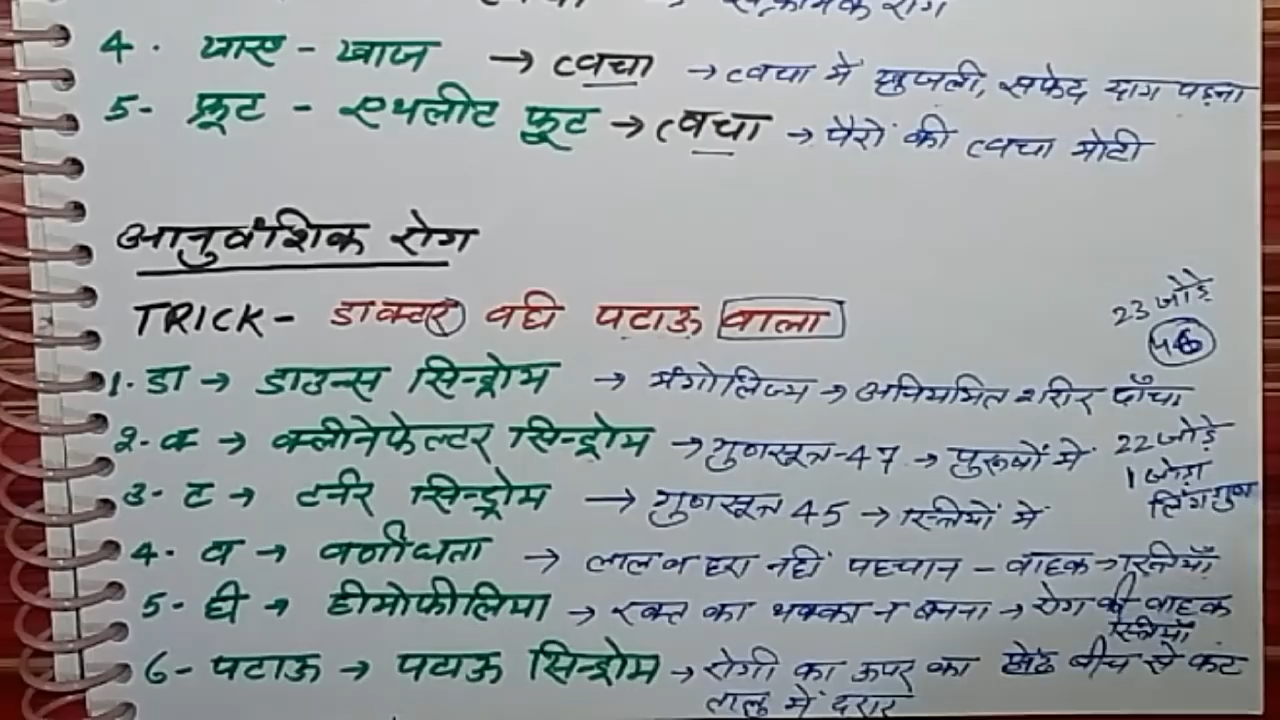 → संक्रामक रोग
4. खाए - खाज → त्वचा → त्वचा में खुजली, सफेद दाग पड़ना
5- फ्रूट - एथलीट फूट → त्वचा → पैरों की त्वचा मोटी
आनुवंशिक रोग
TRICK- डाक्टर वही पटाऊ वाला
23 जोड़े
46
1. डा → डाउन्स सिन्ड्रोम → मंगोलिज्म → अनियमित शरीर ढाँचा
2- क → क्लीनेफेल्टर सिन्ड्रोम → गुणसूत्र-47 → पुरुषों में
22 जोड़े
1 जोड़ा
लिंग गुण
3- ट → टर्नर सिन्ड्रोम → गुणसूत्र 45 → स्त्रियों में
4. व → वर्णांधता → लाल व हरा नहीं पहचान - वाहक → स्त्रियाँ
5- ही → हीमोफीलिया → रक्त का थक्का न बनना → रोग की वाहक
स्त्रियाँ
6- पटाऊ → पटाऊ सिन्ड्रोम → रोगी का ऊपर का होंठ बीच से कट
तालु में दरार